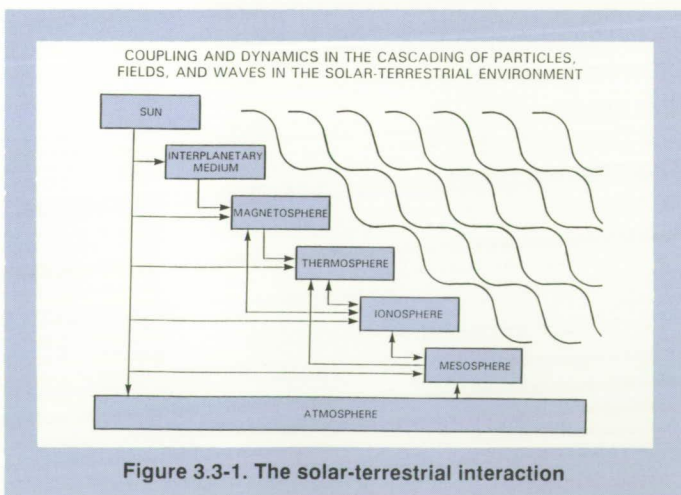 COUPLING AND DYNAMICS IN THE CASCADING OF PARTICLES,
FIELDS, AND WAVES IN THE SOLAR-TERRESTRIAL ENVIRONMENT
SUN
INTERPLANETARY
MEDIUM
MAGNETOSPHERE
THERMOSPHERE
IONOSPHERE
MESOSPHERE
ATMOSPHERE
Figure 3.3-1. The solar-terrestrial interaction